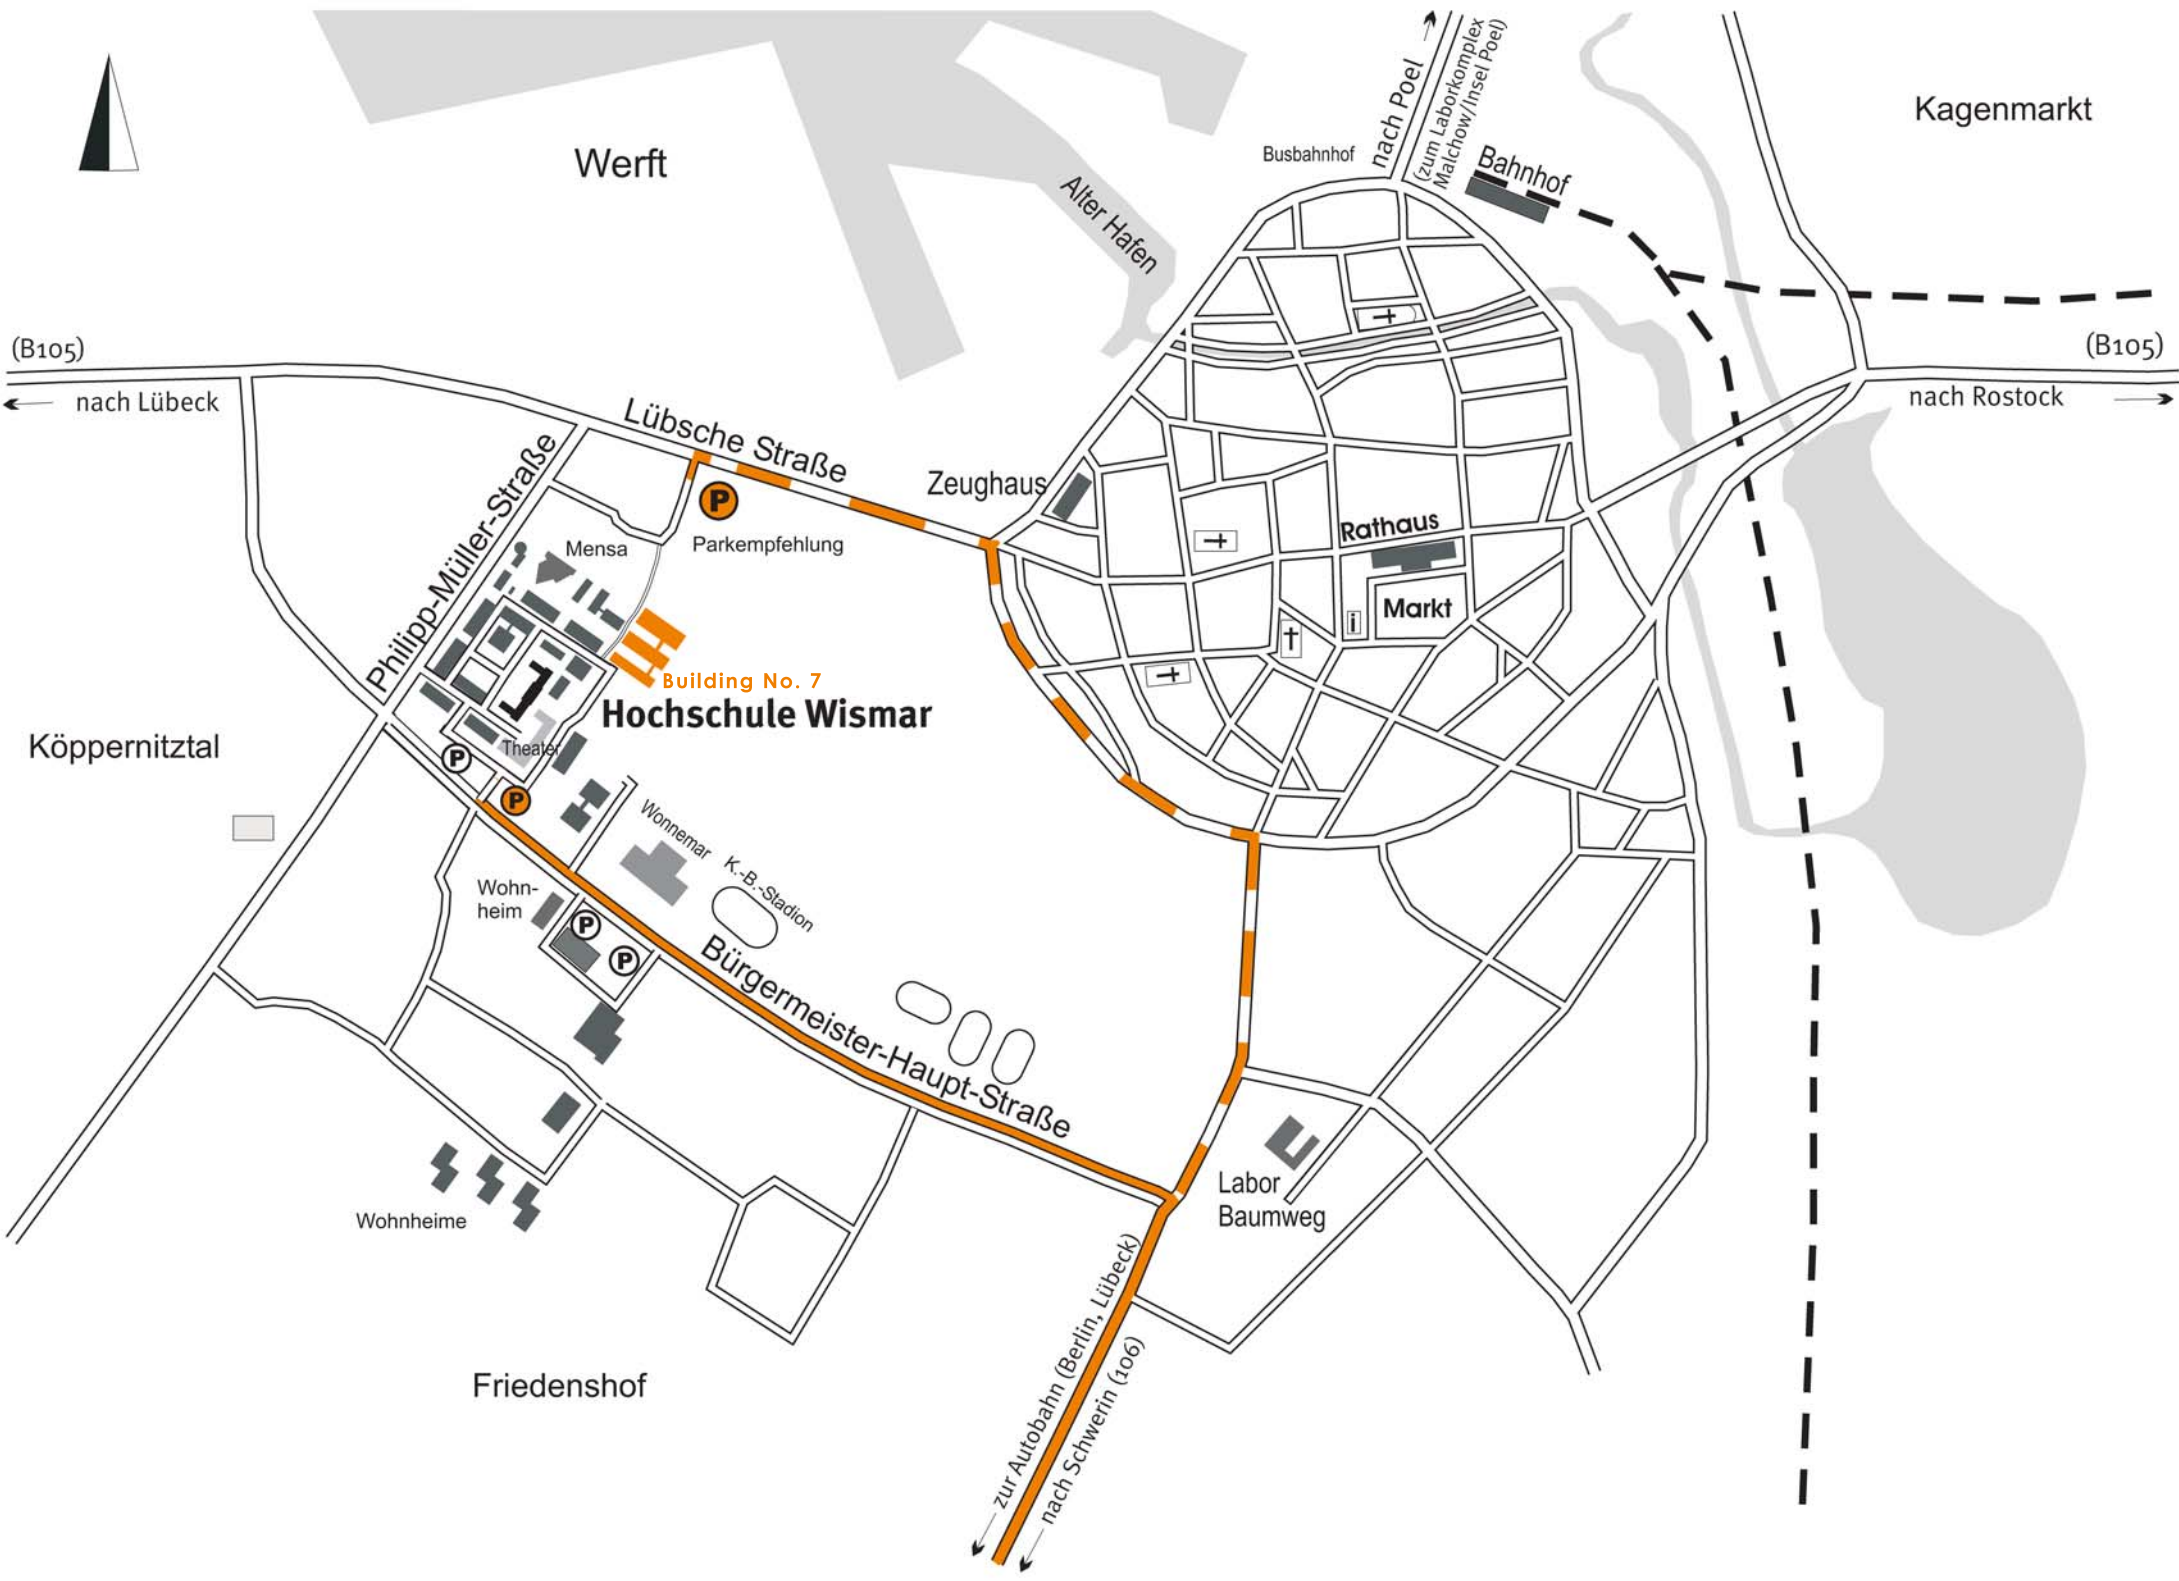 Kagenmarkt
Werft
nach Poel
(zum Laborkomplex
Malchow/Insel Poel)
Busbahnhof
Bahnhof
Alter Hafen
(B105)
nach Lübeck
(B105)
nach Rostock
Lübsche Straße
Philipp-Müller-Straße
Zeughaus
P
Parkempfehlung
Mensa
Rathaus
Markt
i
Building No. 7
Hochschule Wismar
Köppernitztal
Theater
P
P
Wonnemar
K.-B.-Stadion
Wohn-
heim
P
P
Bürgermeister-Haupt-Straße
Labor
Baumweg
Wohnheime
zur Autobahn (Berlin, Lübeck)
nach Schwerin (106)
Friedenshof